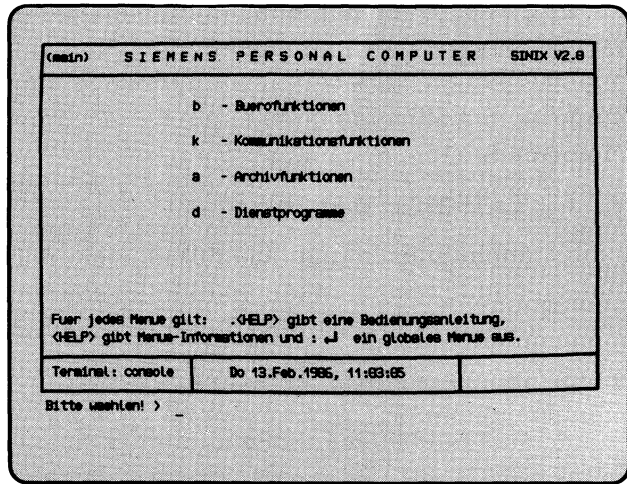 (main) SIEMENS PERSONAL COMPUTER SINIX V2.0
b - Buerofunktionen
k - Kommunikationsfunktionen
a - Archivfunktionen
d - Dienstprogramme
Fuer jedes Menue gilt: .<HELP> gibt eine Bedienungsanleitung,
<HELP> gibt Menue-Informationen und : ↵ ein globales Menue aus.
Terminal: console Do 13.Feb.1986, 11:03:05
Bitte waehlen! > _